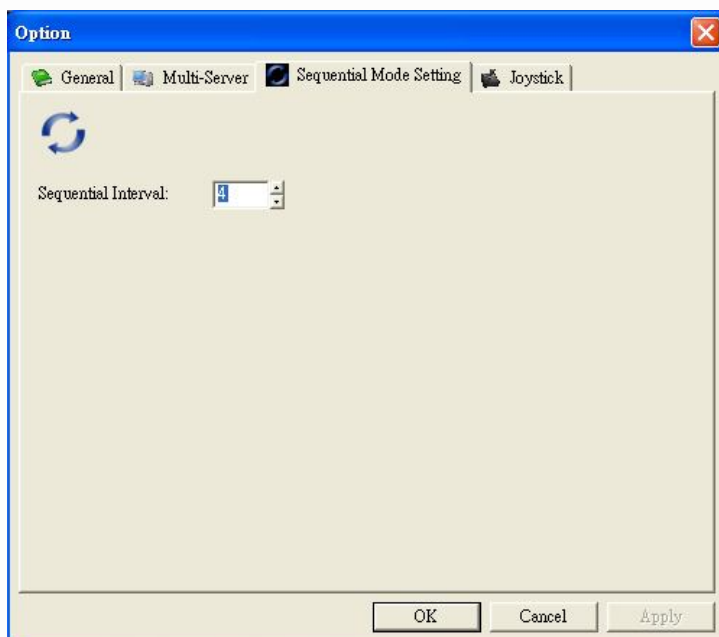 Option
General
Multi-Server
Sequential Mode Setting
Joystick
Sequential Interval:
4
OK
Cancel
Apply